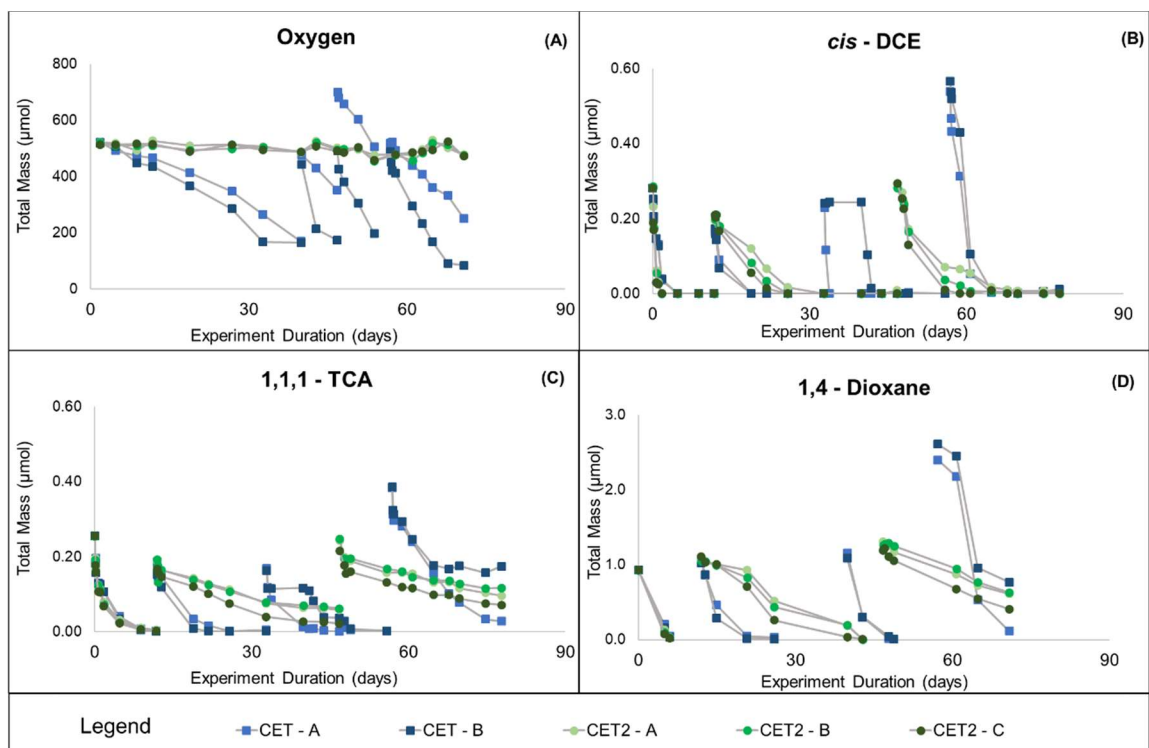 Oxygen
(A)
Total Mass (µmol)
800
600
400
200
0
0
30
60
90
Experiment Duration (days)
cis - DCE
(B)
Total Mass (µmol)
0.60
0.40
0.20
0.00
0
30
60
90
Experiment Duration (days)
1,1,1 - TCA
(C)
Total Mass (µmol)
0.60
0.40
0.20
0.00
0
30
60
90
Experiment Duration (days)
1,4 - Dioxane
(D)
Total Mass (µmol)
3.0
2.0
1.0
0.0
0
30
60
90
Experiment Duration (days)
Legend
CET - A
CET - B
CET2 - A
CET2 - B
CET2 - C